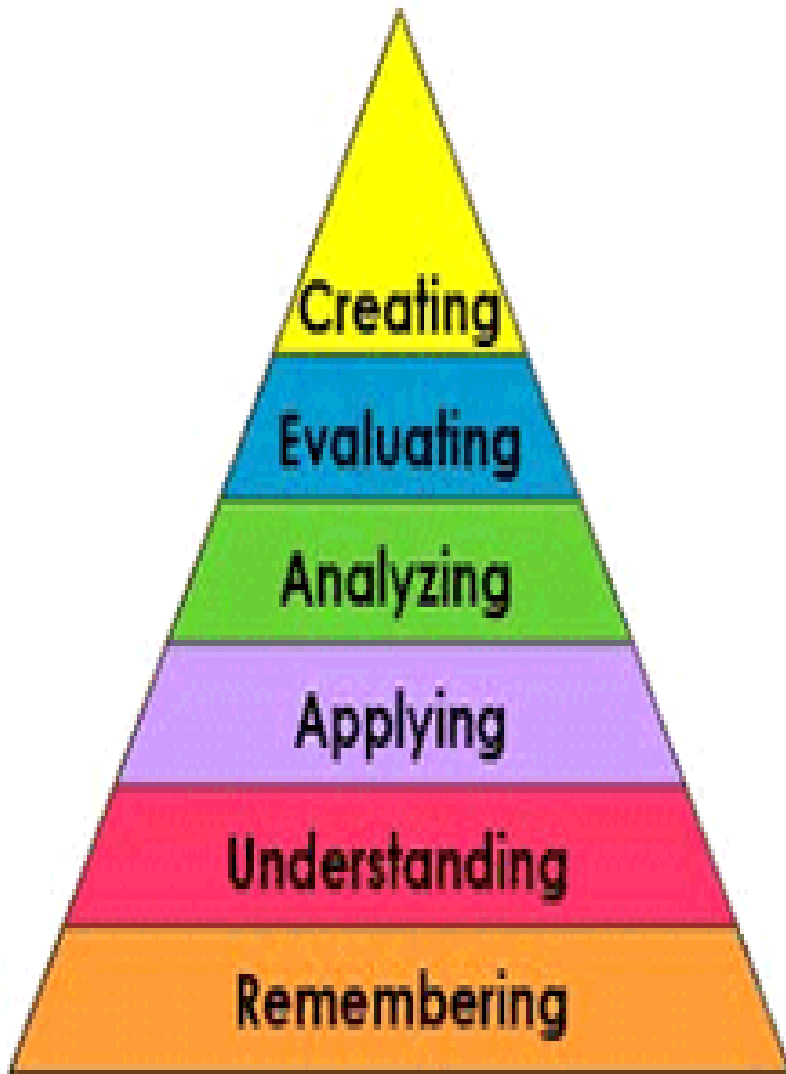 Creating
Evaluating
Analyzing
Applying
Understanding
Remembering